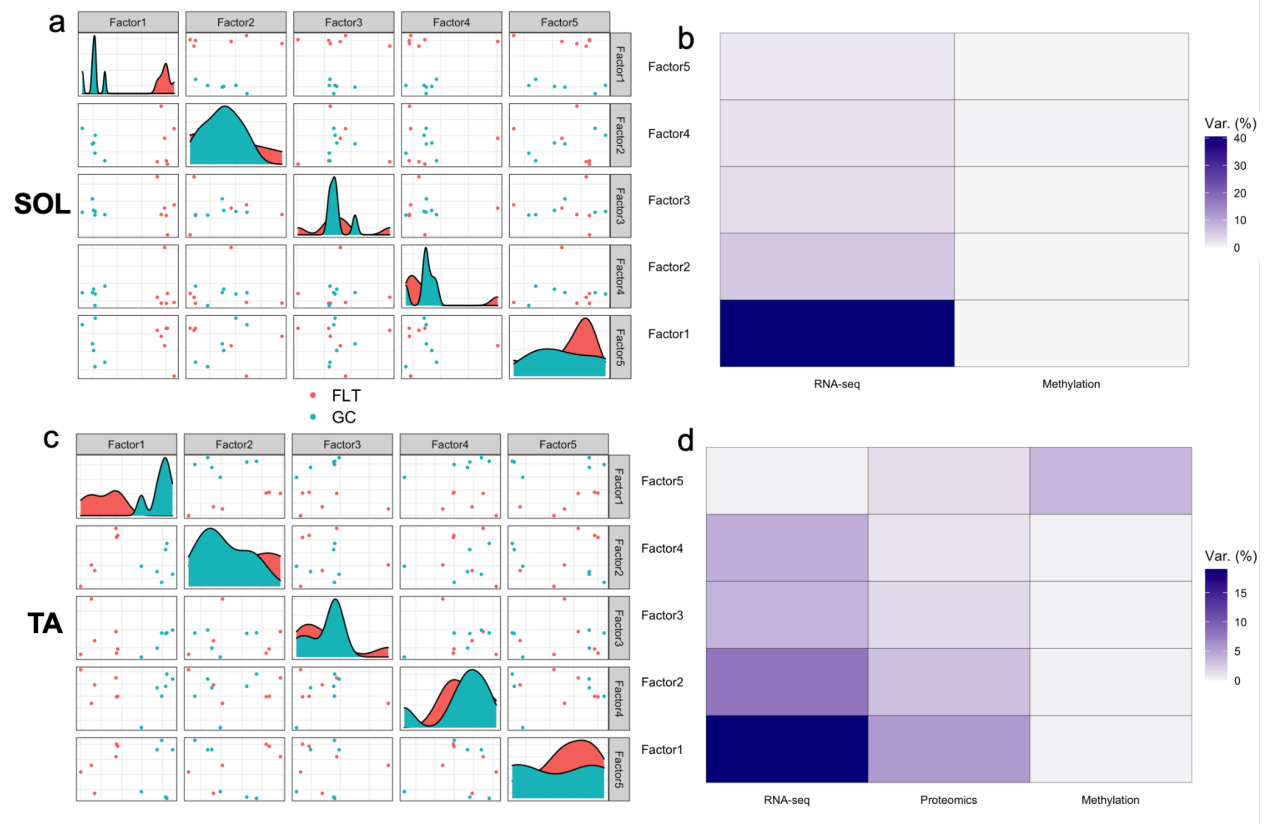 a
Factor1 Factor2 Factor3 Factor4 Factor5
Factor1
Factor2
Factor3
Factor4
Factor5
SOL
b
Factor5
Factor4
Factor3
Factor2
Factor1
RNA-seq Methylation
Var. (%)
40
30
20
10
0
FLT
GC
c
Factor1 Factor2 Factor3 Factor4 Factor5
Factor1
Factor2
Factor3
Factor4
Factor5
TA
d
Factor5
Factor4
Factor3
Factor2
Factor1
RNA-seq Proteomics Methylation
Var. (%)
15
10
5
0